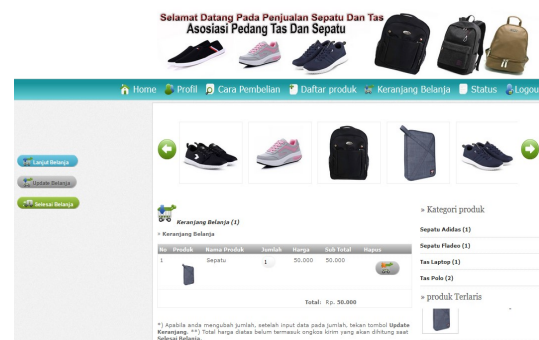 Selamat Datang Pada Penjualan Sepatu Dan Tas
Asosiasi Pedang Tas Dan Sepatu
Home Profil Cara Pembelian Daftar produk Keranjang Belanja Status Logou
Lanjut Belanja
Update Belanja
Selesai Belanja
Keranjang Belanja (1)
» Keranjang Belanja
No Produk Nama Produk Jumlah Harga Sub Total Hapus
1 Sepatu 1 50.000 50.000
Total: Rp. 50.000
*) Apabila anda mengubah jumlah, setelah input data pada jumlah, tekan tombol Update
Keranjang. **) Total harga diatas belum termasuk ongkos kirim yang akan dihitung saat
Selesai Belanja.
» Kategori produk
Sepatu Adidas (1)
Sepatu Fladeo (1)
Tas Laptop (1)
Tas Polo (2)
» produk Terlaris